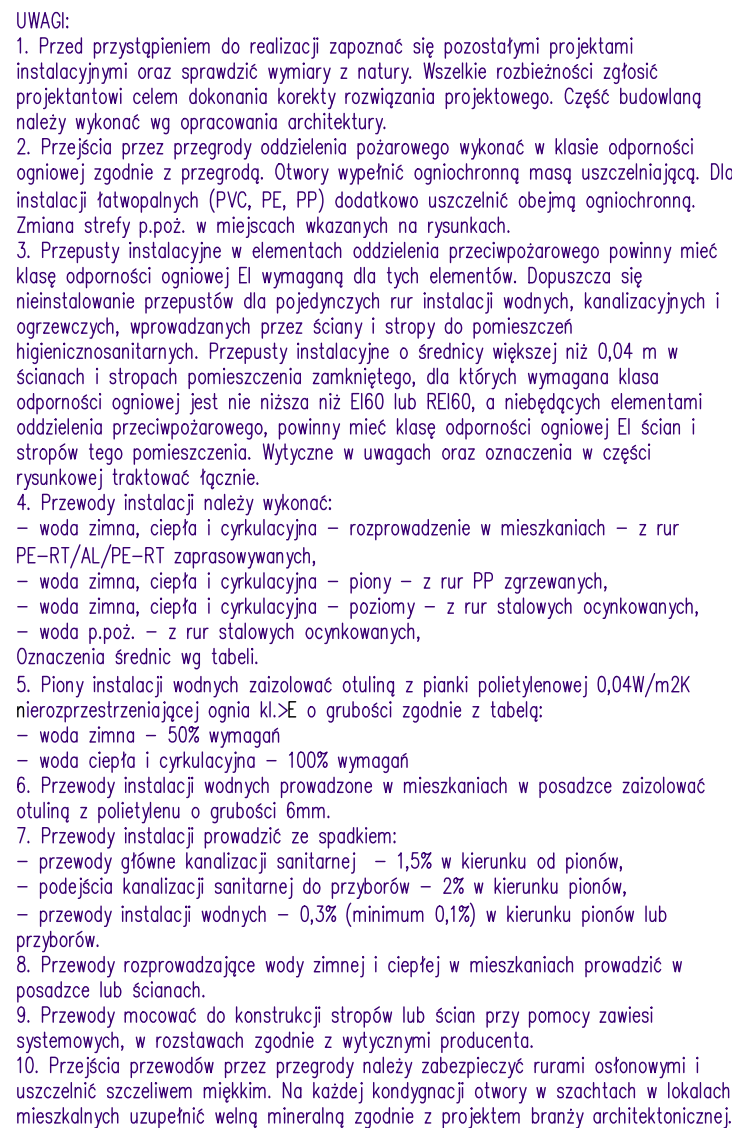 UWAGI:
1. Przed przystąpieniem do realizacji zapoznać się pozostałymi projektami
instalacyjnymi oraz sprawdzić wymiary z natury. Wszelkie rozbieżności zgłosić
projektantowi celem dokonania korekty rozwiązania projektowego. Część budowlaną
należy wykonać wg opracowania architektury.
2. Przejścia przez przegrody oddzielenia pożarowego wykonać w klasie odporności
ogniowej zgodnie z przegrodą. Otwory wypełnić ogniochronną masą uszczelniającą. Dla
instalacji łatwopalnych (PVC, PE, PP) dodatkowo uszczelnić obejmą ogniochronną.
Zmiana strefy p.poż. w miejscach wkazanych na rysunkach.
3. Przepusty instalacyjne w elementach oddzielenia przeciwpożarowego powinny mieć
klasę odporności ogniowej EI wymaganą dla tych elementów. Dopuszcza się
nieinstalowanie przepustów dla pojedynczych rur instalacji wodnych, kanalizacyjnych i
ogrzewczych, wprowadzanych przez ściany i stropy do pomieszczeń
higienicznosanitarnych. Przepusty instalacyjne o średnicy większej niż 0,04 m w
ścianach i stropach pomieszczenia zamkniętego, dla których wymagana klasa
odporności ogniowej jest nie niższa niż EI60 lub REI60, a niebędących elementami
oddzielenia przeciwpożarowego, powinny mieć klasę odporności ogniowej EI ścian i
stropów tego pomieszczenia. Wytyczne w uwagach oraz oznaczenia w części
rysunkowej traktować łącznie.
4. Przewody instalacji należy wykonać:
– woda zimna, ciepła i cyrkulacyjna – rozprowadzenie w mieszkaniach – z rur
PE–RT/AL/PE–RT zaprasowywanych,
– woda zimna, ciepła i cyrkulacyjna – piony – z rur PP zgrzewanych,
– woda zimna, ciepła i cyrkulacyjna – poziomy – z rur stalowych ocynkowanych,
– woda p.poż. – z rur stalowych ocynkowanych,
Oznaczenia średnic wg tabeli.
5. Piony instalacji wodnych zaizolować otuliną z pianki polietylenowej 0,04W/m2K
nierozprzestrzeniającej ognia kl.>E o grubości zgodnie z tabelą:
– woda zimna – 50% wymagań
– woda ciepła i cyrkulacyjna – 100% wymagań
6. Przewody instalacji wodnych prowadzone w mieszkaniach w posadzce zaizolować
otuliną z polietylenu o grubości 6mm.
7. Przewody instalacji prowadzić ze spadkiem:
– przewody główne kanalizacji sanitarnej – 1,5% w kierunku od pionów,
– podejścia kanalizacji sanitarnej do przyborów – 2% w kierunku pionów,
– przewody instalacji wodnych – 0,3% (minimum 0,1%) w kierunku pionów lub
przyborów.
8. Przewody rozprowadzające wody zimnej i ciepłej w mieszkaniach prowadzić w
posadzce lub ścianach.
9. Przewody mocować do konstrukcji stropów lub ścian przy pomocy zawiesi
systemowych, w rozstawach zgodnie z wytycznymi producenta.
10. Przejścia przewodów przez przegrody należy zabezpieczyć rurami osłonowymi i
uszczelnić szczeliwem miękkim. Na każdej kondygnacji otwory w szachtach w lokalach
mieszkalnych uzupełnić welną mineralną zgodnie z projektem branży architektonicznej.